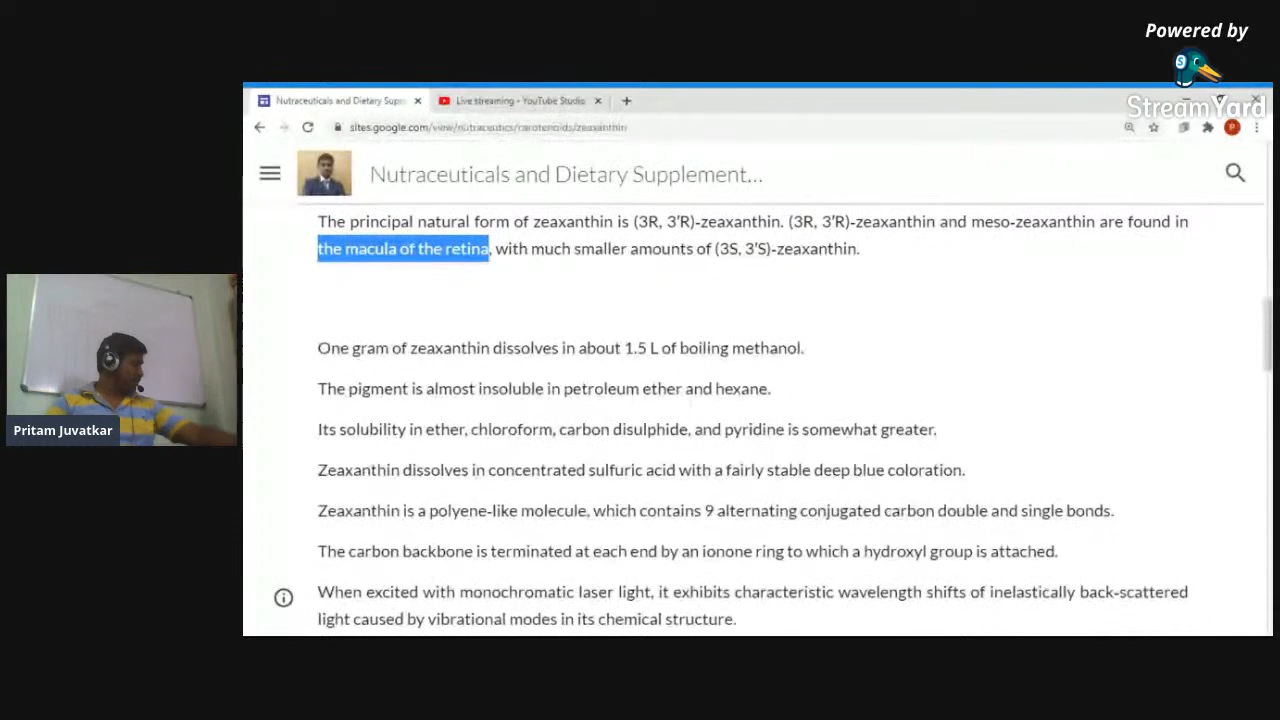 Powered by
S
StreamYard
Nutraceuticals and Dietary Supp
Live streaming - YouTube Studio
sites.google.com/view/nutraceutics/carotenoids/zeaxanthin
P
Nutraceuticals and Dietary Supplement...
The principal natural form of zeaxanthin is (3R, 3'R)-zeaxanthin. (3R, 3'R)-zeaxanthin and meso-zeaxanthin are found in
the macula of the retina, with much smaller amounts of (3S, 3'S)-zeaxanthin.
One gram of zeaxanthin dissolves in about 1.5 L of boiling methanol.
The pigment is almost insoluble in petroleum ether and hexane.
Its solubility in ether, chloroform, carbon disulphide, and pyridine is somewhat greater.
Zeaxanthin dissolves in concentrated sulfuric acid with a fairly stable deep blue coloration.
Zeaxanthin is a polyene-like molecule, which contains 9 alternating conjugated carbon double and single bonds.
The carbon backbone is terminated at each end by an ionone ring to which a hydroxyl group is attached.
When excited with monochromatic laser light, it exhibits characteristic wavelength shifts of inelastically back-scattered
light caused by vibrational modes in its chemical structure.
Pritam Juvatkar